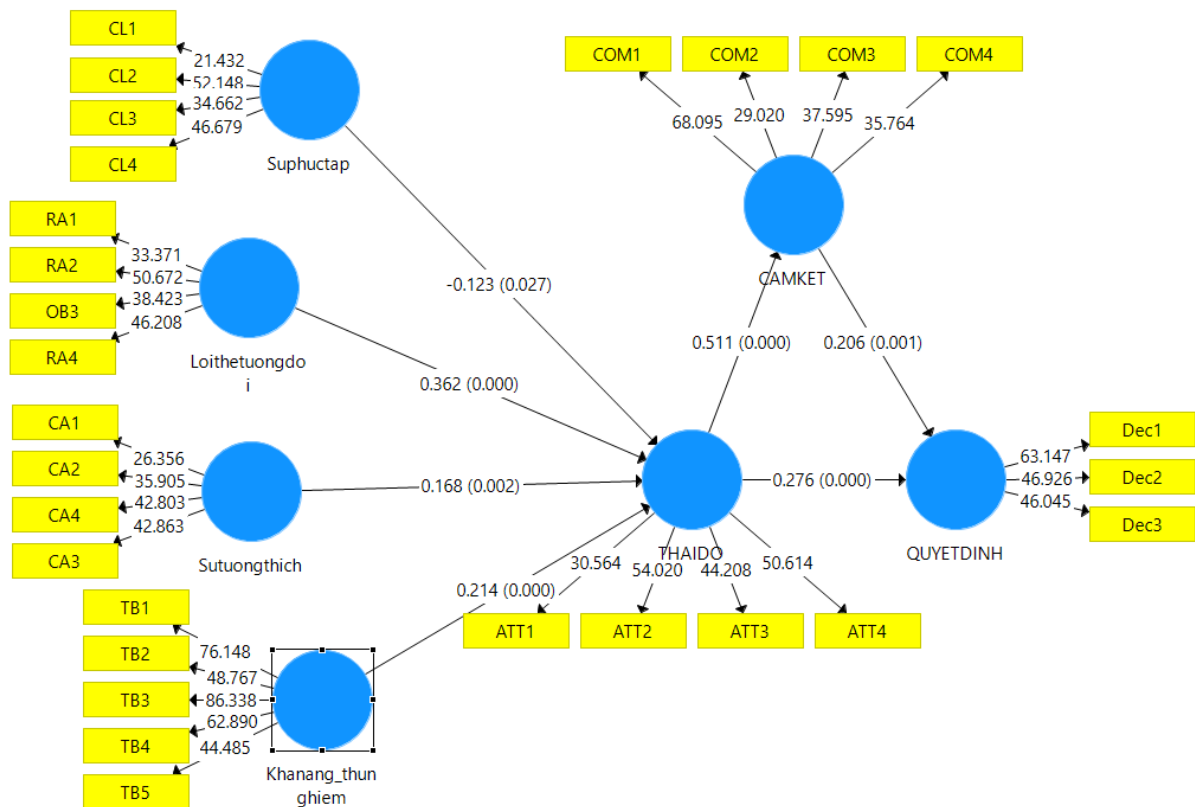 CL1
CL2
CL3
CL4
21.432
52.148
34.662
46.679
Suphuctap
COM1
COM2
COM3
COM4
68.095
29.020
37.595
35.764
CAMKET
RA1
RA2
OB3
RA4
33.371
50.672
38.423
46.208
Loithetuongdo
i
-0.123 (0.027)
0.362 (0.000)
0.511 (0.000)
0.206 (0.001)
CA1
CA2
CA4
CA3
26.356
35.905
42.803
42.863
Sutuongthich
0.168 (0.002)
0.276 (0.000)
THAIDO
QUYETDINH
63.147
46.926
46.045
Dec1
Dec2
Dec3
30.564
54.020
44.208
50.614
ATT1
ATT2
ATT3
ATT4
0.214 (0.000)
TB1
TB2
TB3
TB4
TB5
76.148
48.767
86.338
62.890
44.485
Khanang_thun
ghiem